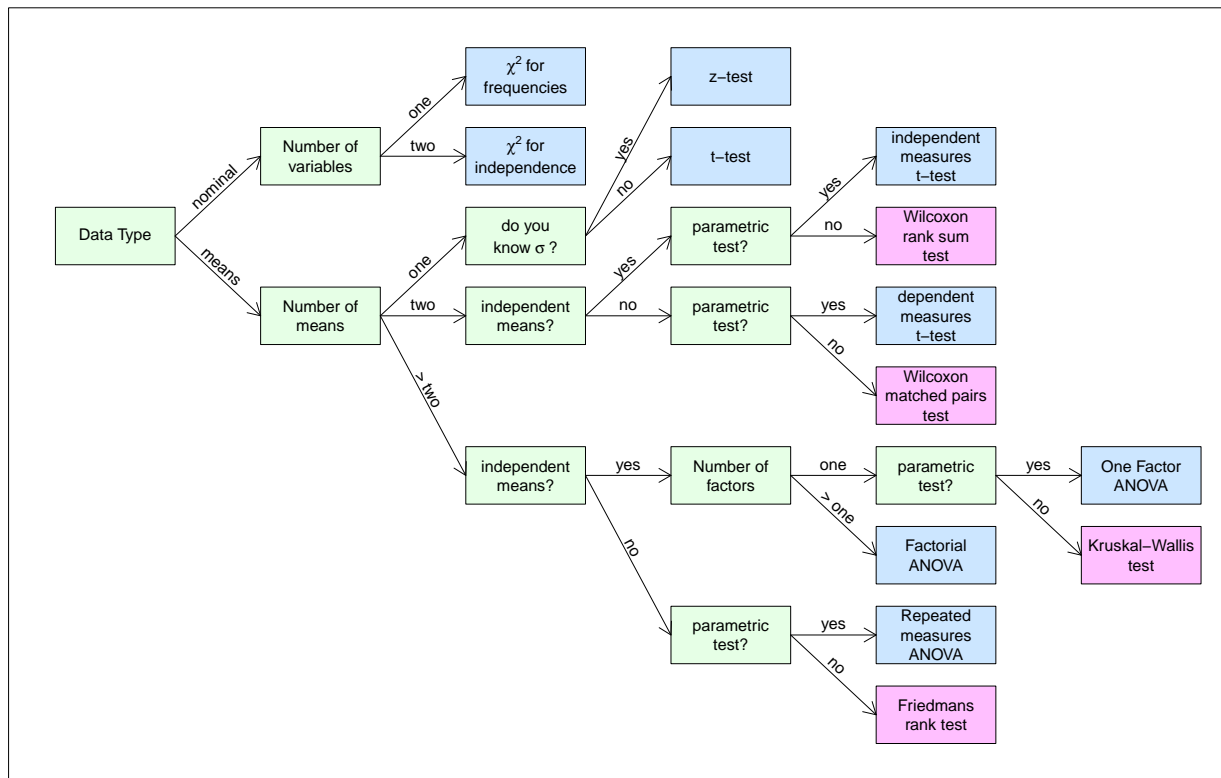 χ² for
frequencies
z−test
one
Number of
variables
two
χ² for
independence
yes
t−test
independent
measures
t−test
nominal
no
yes
Data Type
do you
know σ ?
parametric
test?
no
Wilcoxon
rank sum
test
means
one
yes
Number of
means
two
independent
means?
no
parametric
test?
yes
dependent
measures
t−test
no
> two
Wilcoxon
matched pairs
test
independent
means?
yes
Number of
factors
one
parametric
test?
yes
One Factor
ANOVA
> one
no
no
Factorial
ANOVA
Kruskal−Wallis
test
parametric
test?
yes
Repeated
measures
ANOVA
no
Friedmans
rank test